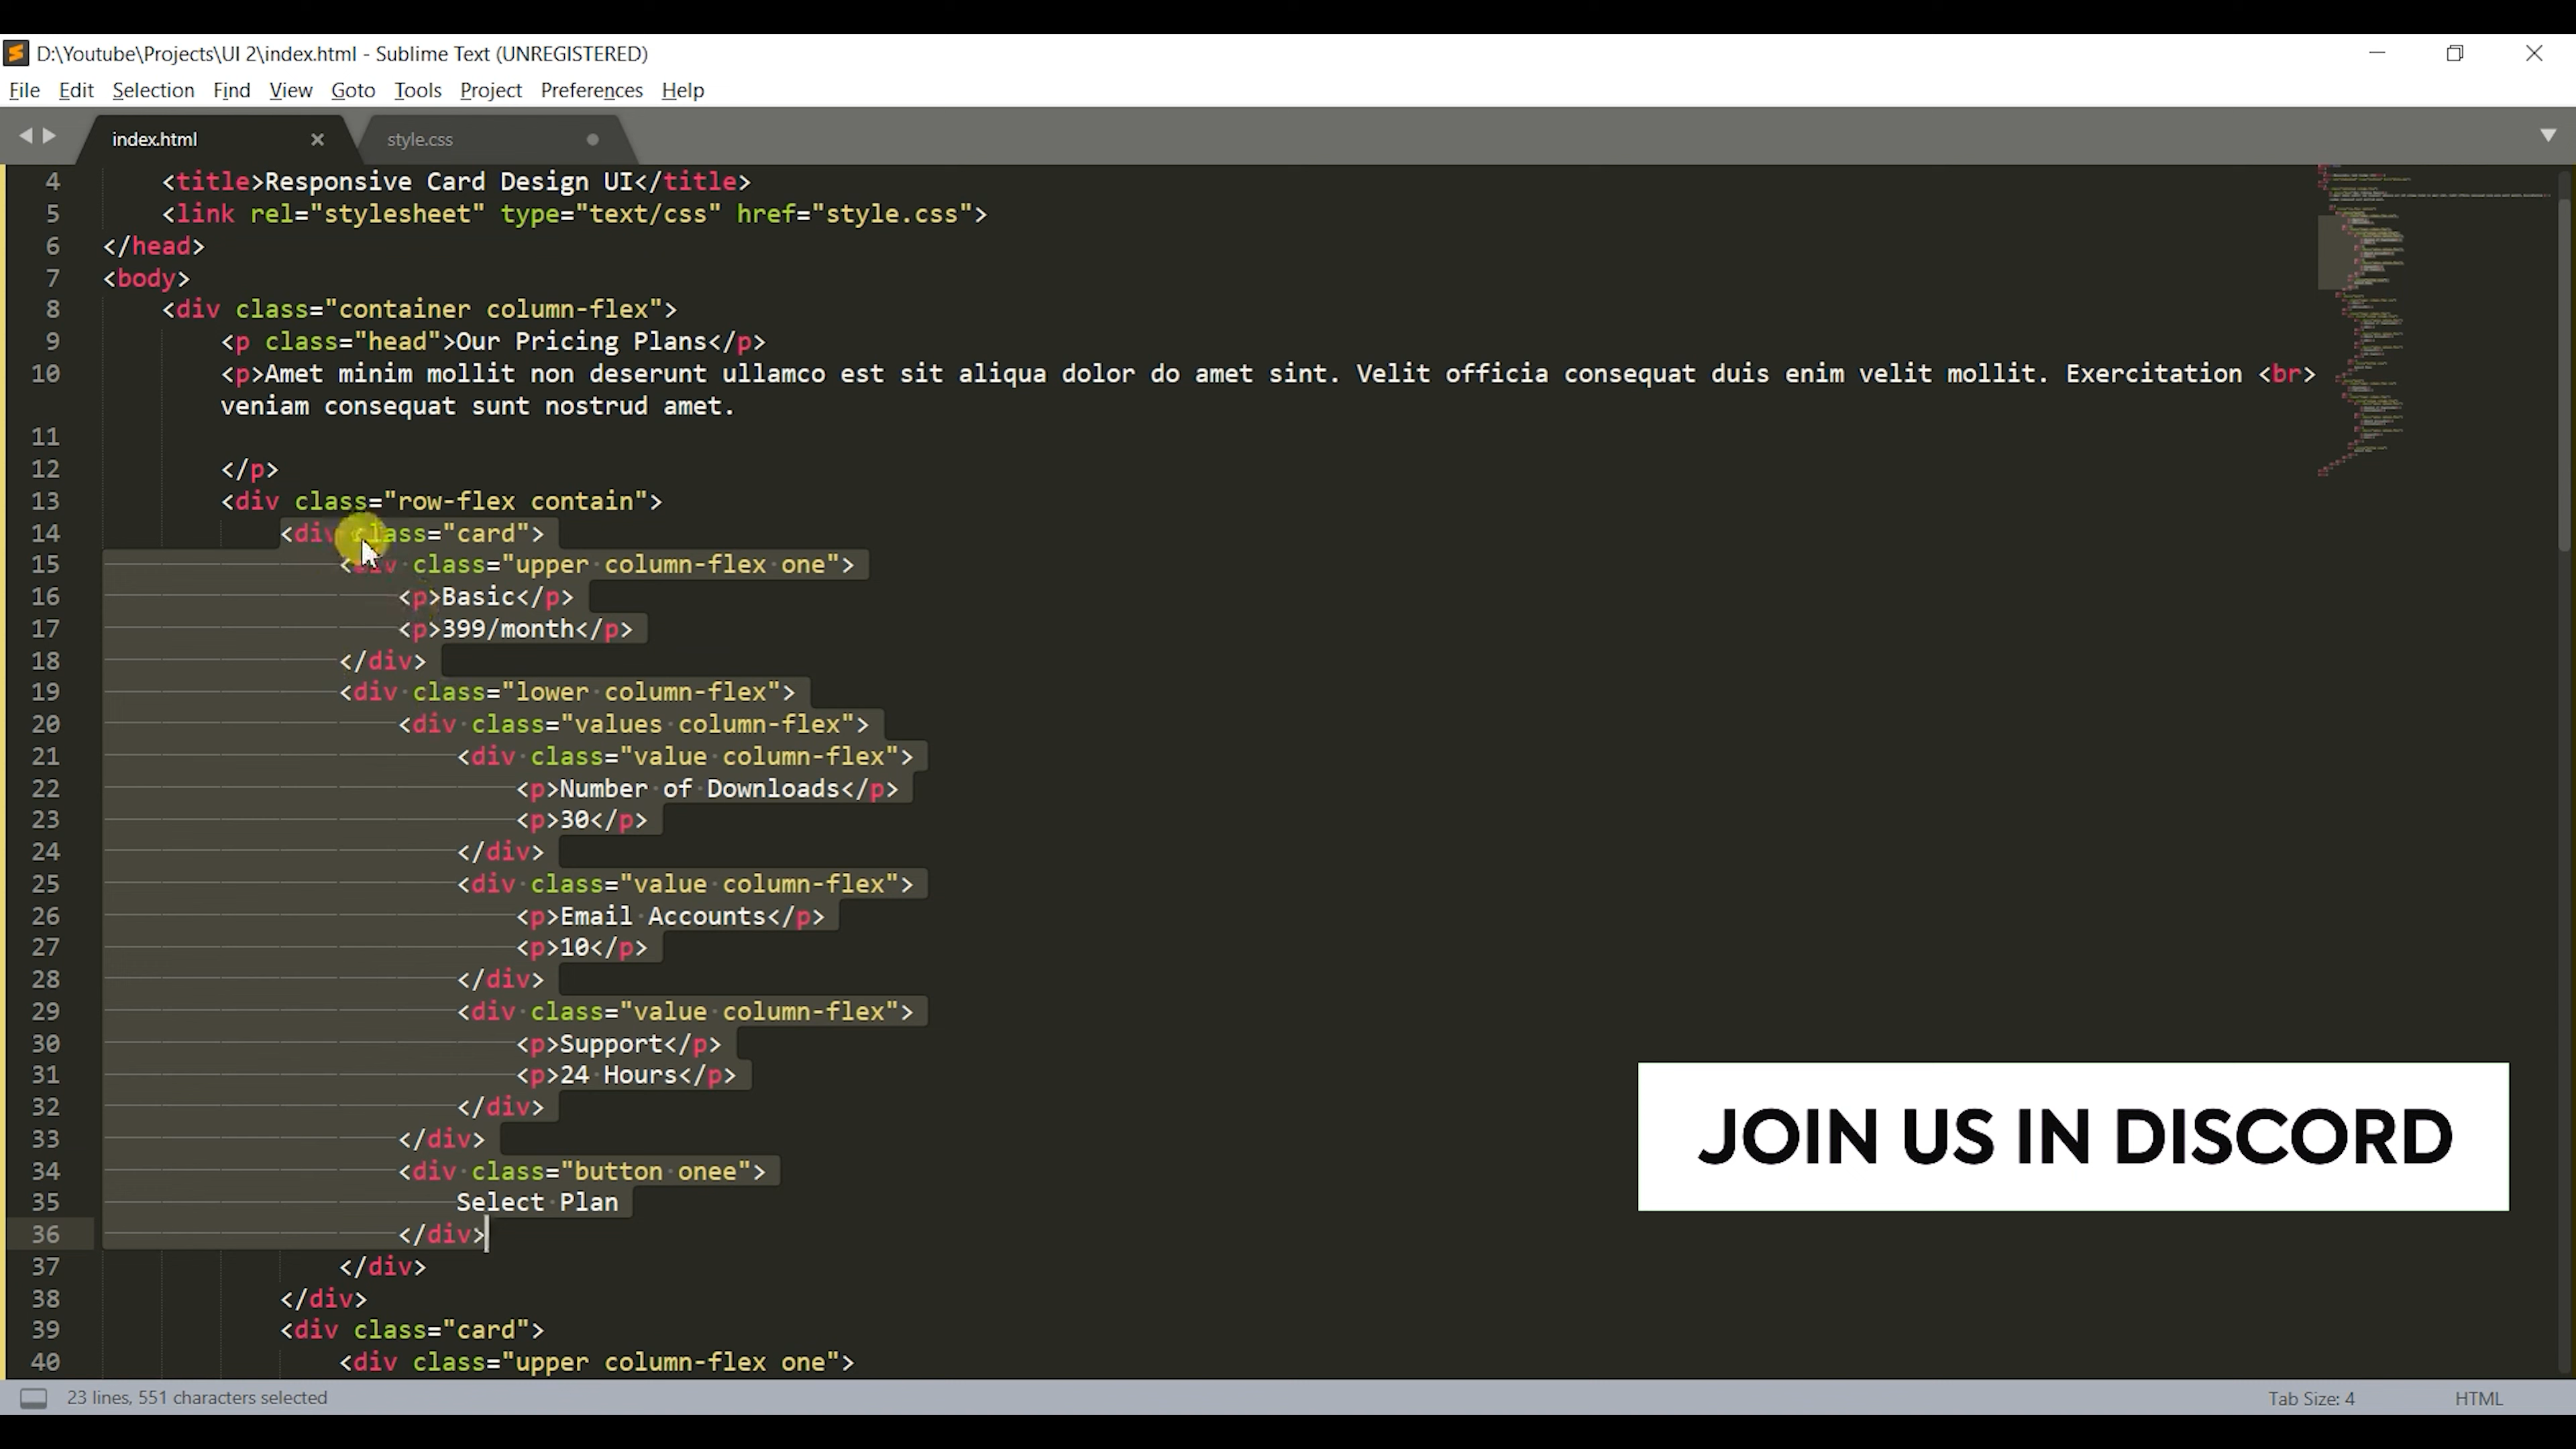 D:\Youtube\Projects\UI 2\index.html - Sublime Text (UNREGISTERED)
File Edit Selection Find View Goto Tools Project Preferences Help
index.html style.css
4 <title>Responsive Card Design UI</title>
5 <link rel="stylesheet" type="text/css" href="style.css">
6 </head>
7 <body>
8 <div class="container column-flex">
9 <p class="head">Our Pricing Plans</p>
10 <p>Amet minim mollit non deserunt ullamco est sit aliqua dolor do amet sint. Velit officia consequat duis enim velit mollit. Exercitation <br>
veniam consequat sunt nostrud amet.
11
12 </p>
13 <div class="row-flex contain">
14 <div class="card">
15 <div class="upper column-flex one">
16 <p>Basic</p>
17 <p>399/month</p>
18 </div>
19 <div class="lower column-flex">
20 <div class="values column-flex">
21 <div class="value column-flex">
22 <p>Number of Downloads</p>
23 <p>30</p>
24 </div>
25 <div class="value column-flex">
26 <p>Email Accounts</p>
27 <p>10</p>
28 </div>
29 <div class="value column-flex">
30 <p>Support</p>
31 <p>24 Hours</p>
32 </div>
33 </div>
34 <div class="button onee">
35 Select Plan
36 </div>
37 </div>
38 </div>
39 <div class="card">
40 <div class="upper column-flex one">
JOIN US IN DISCORD
23 lines, 551 characters selected Tab Size: 4 HTML